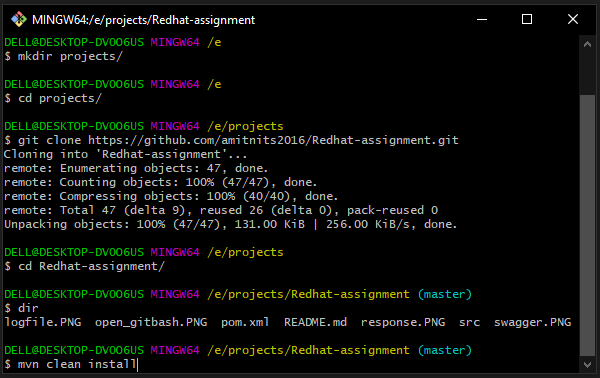 MINGW64:/e/projects/Redhat-assignment
DELL@DESKTOP-DVOO6US MINGW64 /e
$ mkdir projects/
DELL@DESKTOP-DVOO6US MINGW64 /e
$ cd projects/
DELL@DESKTOP-DVOO6US MINGW64 /e/projects
$ git clone https://github.com/amitnits2016/Redhat-assignment.git
Cloning into 'Redhat-assignment'...
remote: Enumerating objects: 47, done.
remote: Counting objects: 100% (47/47), done.
remote: Compressing objects: 100% (40/40), done.
remote: Total 47 (delta 9), reused 26 (delta 0), pack-reused 0
Unpacking objects: 100% (47/47), 131.00 KiB | 256.00 KiB/s, done.
DELL@DESKTOP-DVOO6US MINGW64 /e/projects
$ cd Redhat-assignment/
DELL@DESKTOP-DVOO6US MINGW64 /e/projects/Redhat-assignment (master)
$ dir
logfile.PNG  open_gitbash.PNG  pom.xml  README.md  response.PNG  src  swagger.PNG
DELL@DESKTOP-DVOO6US MINGW64 /e/projects/Redhat-assignment (master)
$ mvn clean install